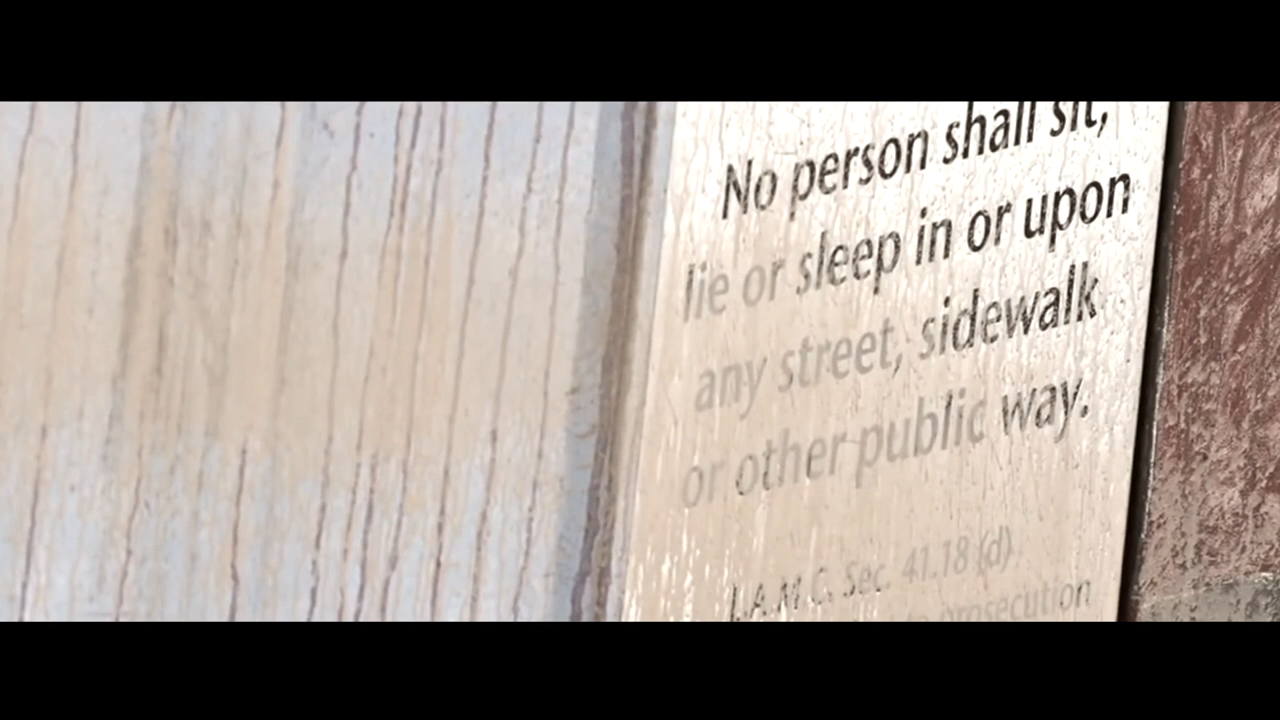 No person shall sit,
lie or sleep in or upon
any street, sidewalk
or other public way.
L.A.M.C. Sec. 41.18 (d)
to prosecution